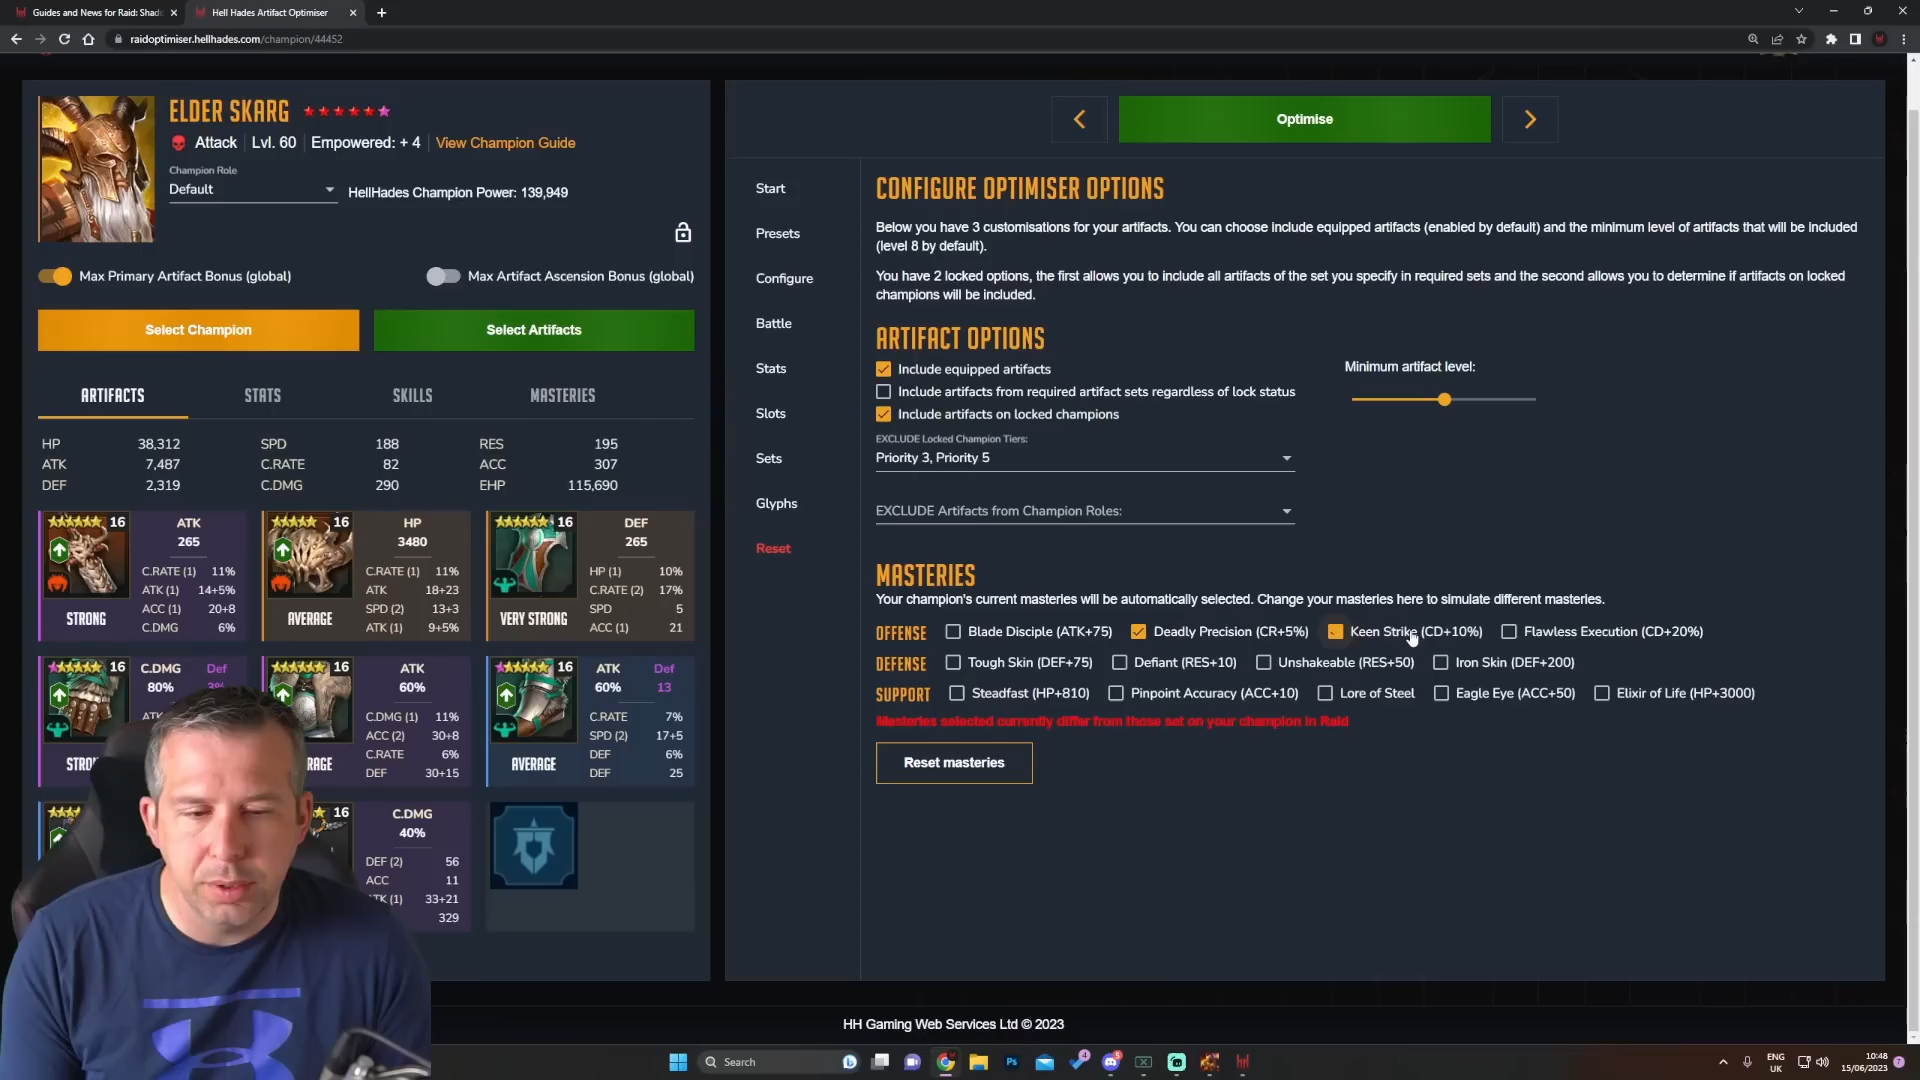 Guides and News for Raid: Shad
Hell Hades Artifact Optimiser
raidoptimiser.hellhades.com/champion/44452
ELDER SKARG
Attack Lvl. 60 Empowered: + 4 View Champion Guide
Champion Role
Default
HellHades Champion Power: 139,949
Max Primary Artifact Bonus (global)
Max Artifact Ascension Bonus (global)
Select Champion
Select Artifacts
ARTIFACTS STATS SKILLS MASTERIES
HP 38,312 SPD 188 RES 195
ATK 7,487 C.RATE 82 ACC 307
DEF 2,319 C.DMG 290 EHP 115,690
16
ATK
265
C.RATE (1) 11%
ATK (1) 14+5%
ACC (1) 20+8
C.DMG 6%
STRONG
16
HP
3480
C.RATE (1) 11%
ATK 18+23
SPD (2) 13+3
ATK (1) 9+5%
AVERAGE
16
DEF
265
HP (1) 10%
C.RATE (2) 17%
SPD 5
ACC (1) 21
VERY STRONG
16
C.DMG Def
80% 3%
16
ATK
60%
C.DMG (1) 11%
ACC (2) 30+8
C.RATE 6%
DEF 30+15
16
ATK Def
60% 13
C.RATE 7%
SPD (2) 17+5
DEF 6%
DEF 25
AVERAGE
16
C.DMG
40%
DEF (2) 56
ACC 11
33+21
329
Optimise
Start
Presets
Configure
Battle
Stats
Slots
Sets
Glyphs
Reset
CONFIGURE OPTIMISER OPTIONS
Below you have 3 customisations for your artifacts. You can choose include equipped artifacts (enabled by default) and the minimum level of artifacts that will be included
(level 8 by default).
You have 2 locked options, the first allows you to include all artifacts of the set you specify in required sets and the second allows you to determine if artifacts on locked
champions will be included.
ARTIFACT OPTIONS
Include equipped artifacts
Include artifacts from required artifact sets regardless of lock status
Include artifacts on locked champions
Minimum artifact level:
EXCLUDE Locked Champion Tiers:
Priority 3, Priority 5
EXCLUDE Artifacts from Champion Roles:
MASTERIES
Your champion's current masteries will be automatically selected. Change your masteries here to simulate different masteries.
OFFENSE Blade Disciple (ATK+75) Deadly Precision (CR+5%) Keen Strike (CD+10%) Flawless Execution (CD+20%)
DEFENSE Tough Skin (DEF+75) Defiant (RES+10) Unshakeable (RES+50) Iron Skin (DEF+200)
SUPPORT Steadfast (HP+810) Pinpoint Accuracy (ACC+10) Lore of Steel Eagle Eye (ACC+50) Elixir of Life (HP+3000)
Masteries selected currently differ from those set on your champion in Raid
Reset masteries
HH Gaming Web Services Ltd © 2023
Search
ENG
UK
10:48
15/06/2023